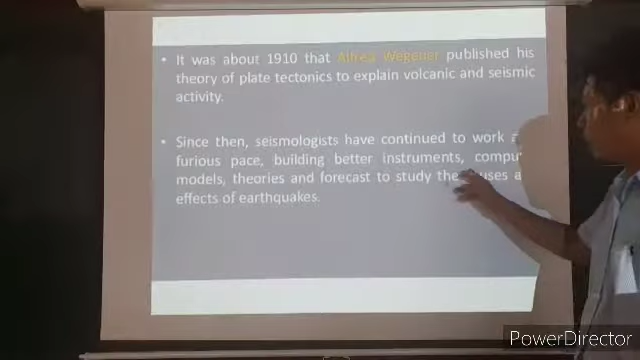 • It was about 1910 that Alfred Wegener published his
theory of plate tectonics to explain volcanic and seismic
activity.
• Since then, seismologists have continued to work
furious pace, building better instruments,
models, theories and forecast to study the
effects of earthquakes.
PowerDirector